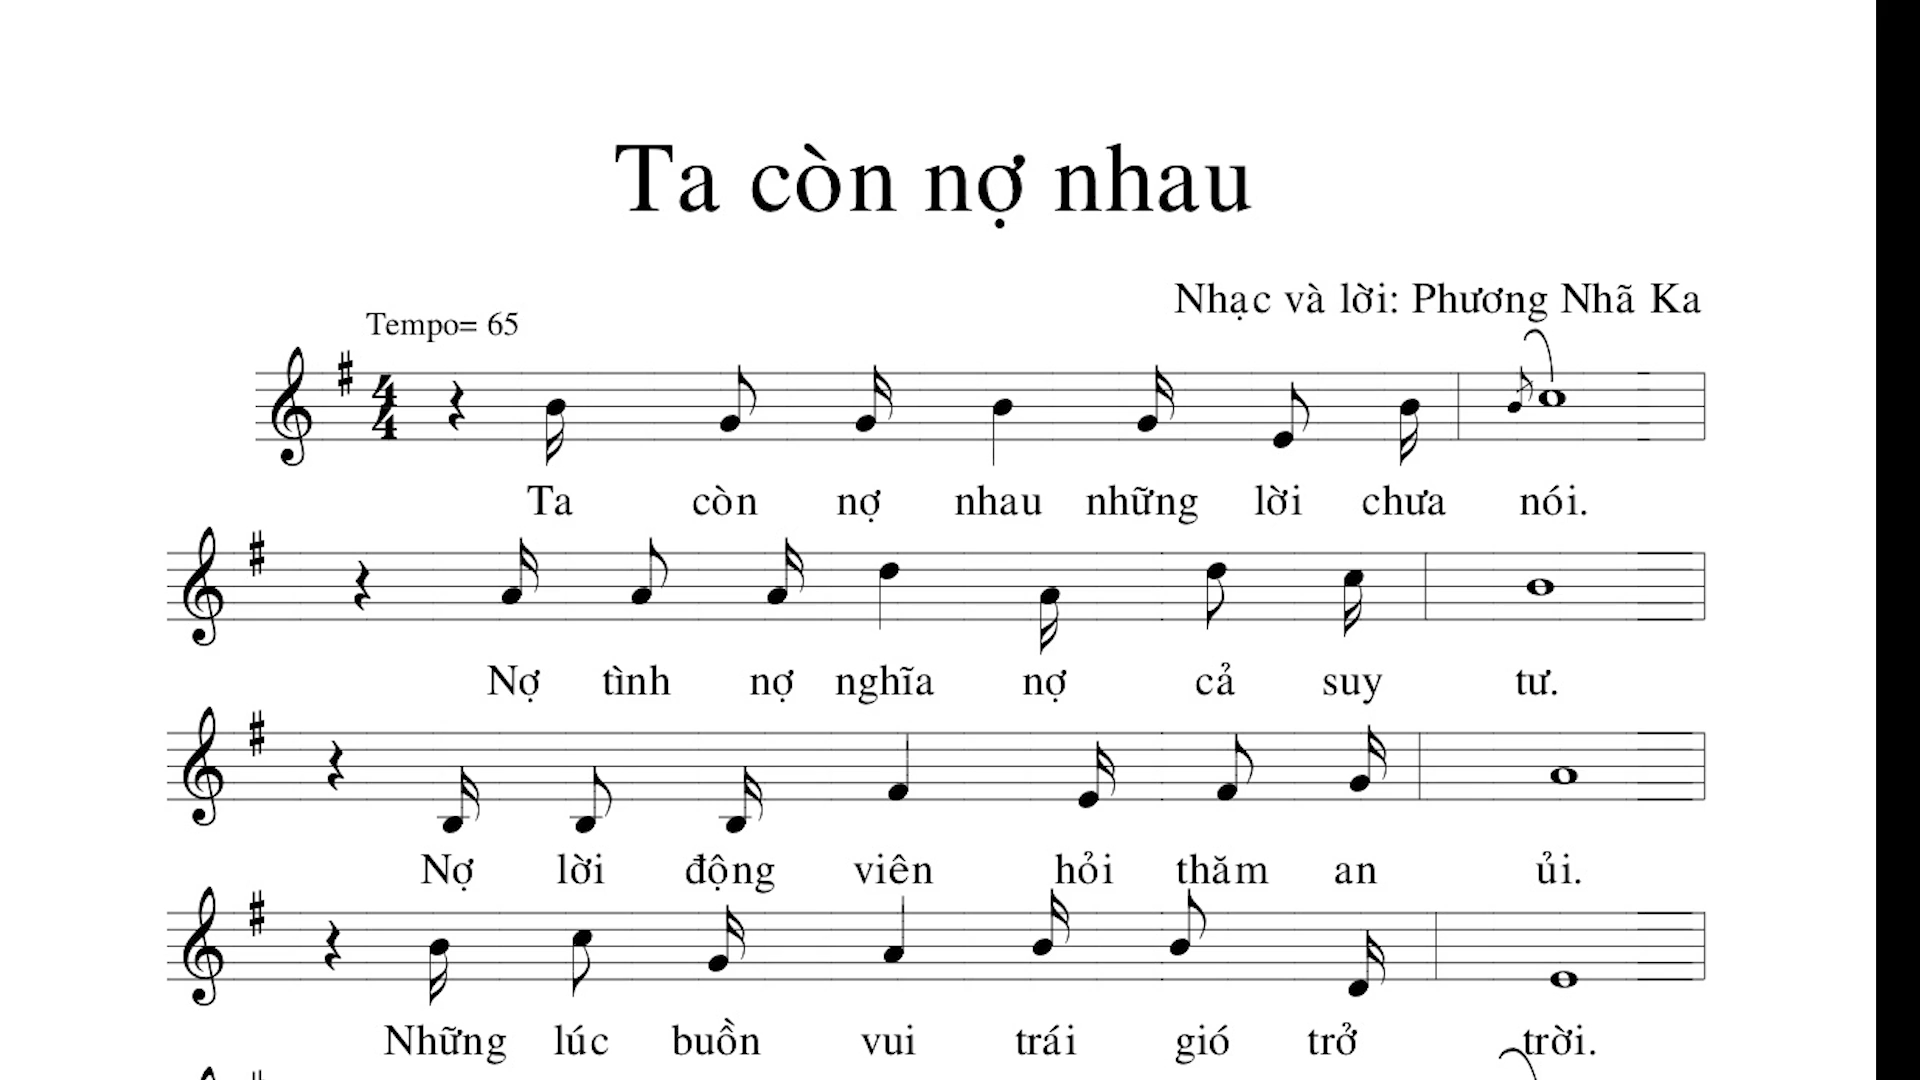 Ta còn nợ nhau
Nhạc và lời: Phương Nhã Ka
Tempo= 65
4
4
Ta còn nợ nhau những lời chưa nói.
Nợ tình nợ nghĩa nợ cả suy tư.
Nợ lời động viên hỏi thăm an ủi.
Những lúc buồn vui trái gió trở trời.